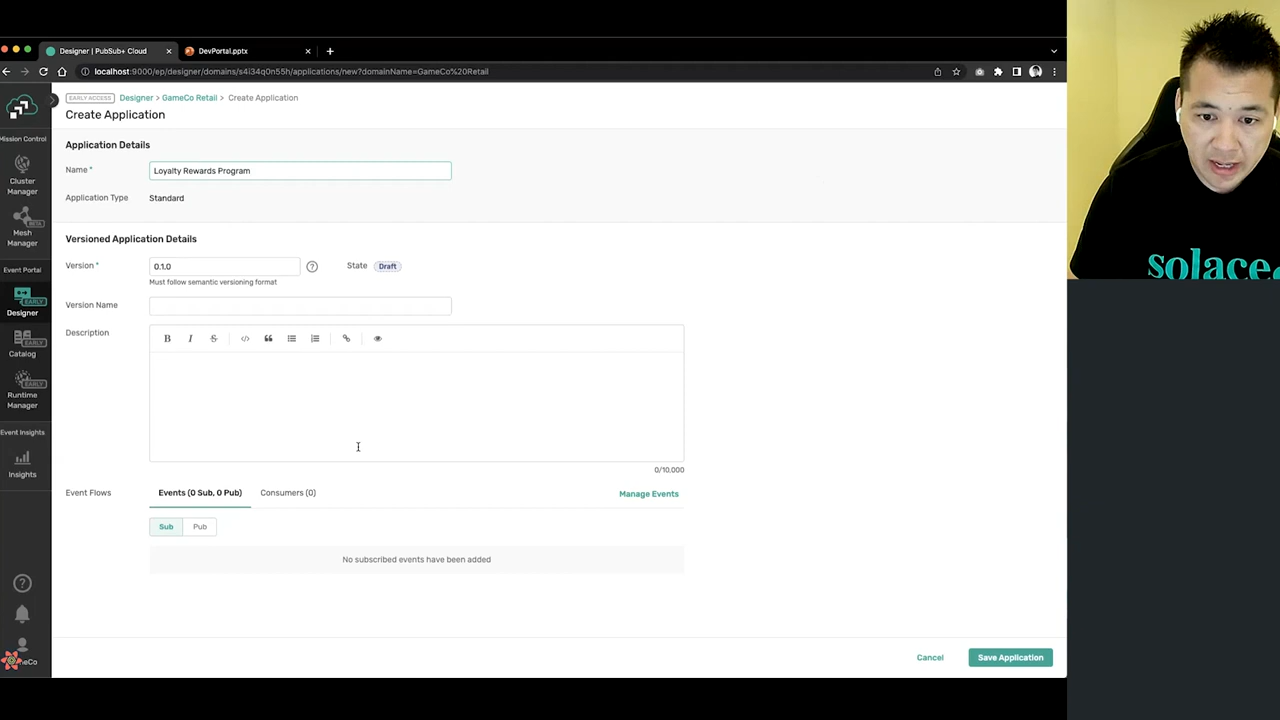 Designer | PubSub+ Cloud
DevPortal.pptx
localhost:9000/ep/designer/domains/s4i34q0n55h/applications/new?domainName=GameCo%20Retail
EARLY ACCESS Designer > GameCo Retail > Create Application
Create Application
Mission Control
Cluster Manager
BETA
Mesh Manager
Event Portal
EARLY
Designer
EARLY
Catalog
EARLY
Runtime Manager
Event Insights
Insights
Application Details
Name * Loyalty Rewards Program
Application Type Standard
Versioned Application Details
Version * 0.1.0 State Draft
Must follow semantic versioning format
Version Name
Description
B I S
0/10,000
Event Flows Events (0 Sub, 0 Pub) Consumers (0) Manage Events
Sub Pub
No subscribed events have been added
Cancel Save Application
solace